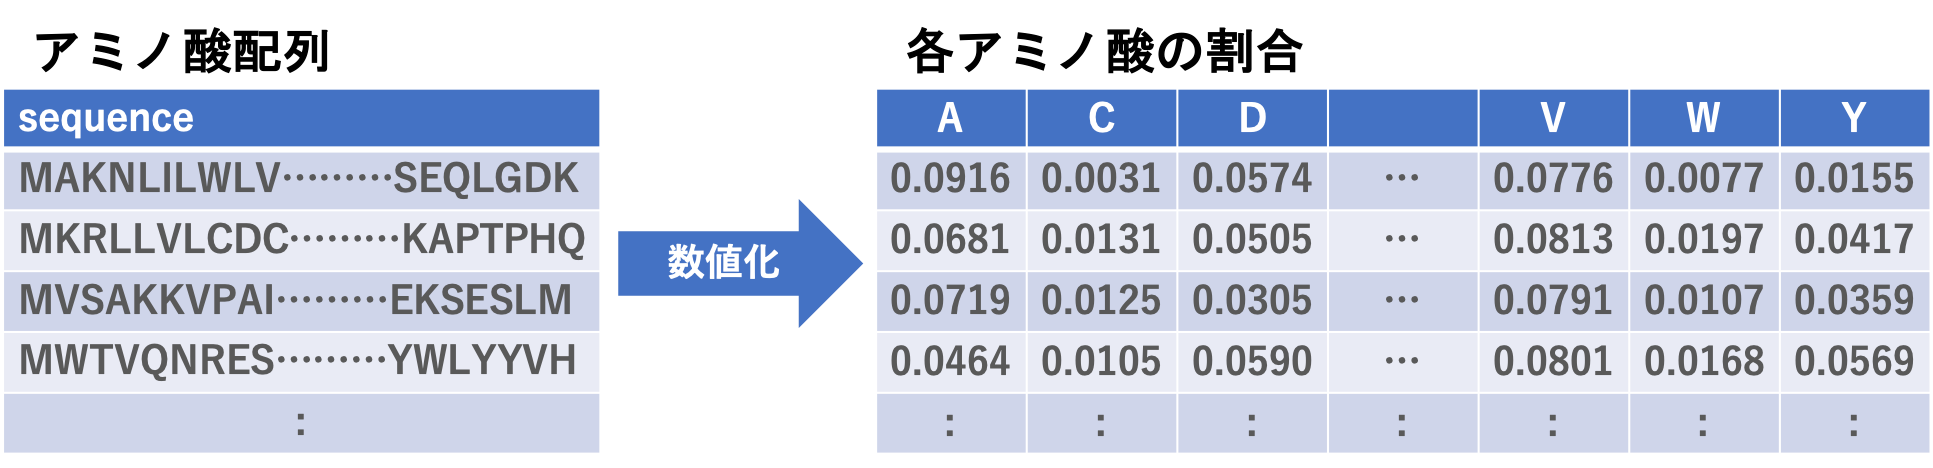 アミノ酸配列
sequence
MAKNLILWLV⋯⋯⋯SEQLGDK
MKRLLVLCDC⋯⋯⋯KAPTPHQ
MVSAKKVPAI⋯⋯⋯EKSESLM
MWTVQNRES⋯⋯⋯YWLYYVH
:
数値化
各アミノ酸の割合
A C D V W Y
0.0916 0.0031 0.0574 ⋯ 0.0776 0.0077 0.0155
0.0681 0.0131 0.0505 ⋯ 0.0813 0.0197 0.0417
0.0719 0.0125 0.0305 ⋯ 0.0791 0.0107 0.0359
0.0464 0.0105 0.0590 ⋯ 0.0801 0.0168 0.0569
: : : : : : :